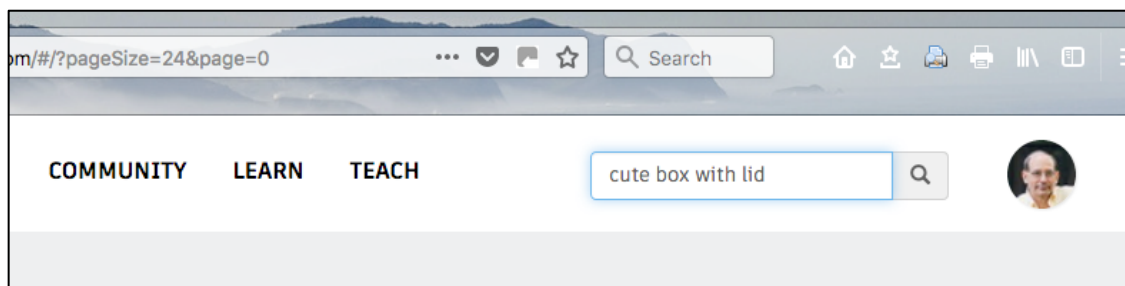 om/#/?pageSize=24&page=0 ••• Search
COMMUNITY LEARN TEACH cute box with lid